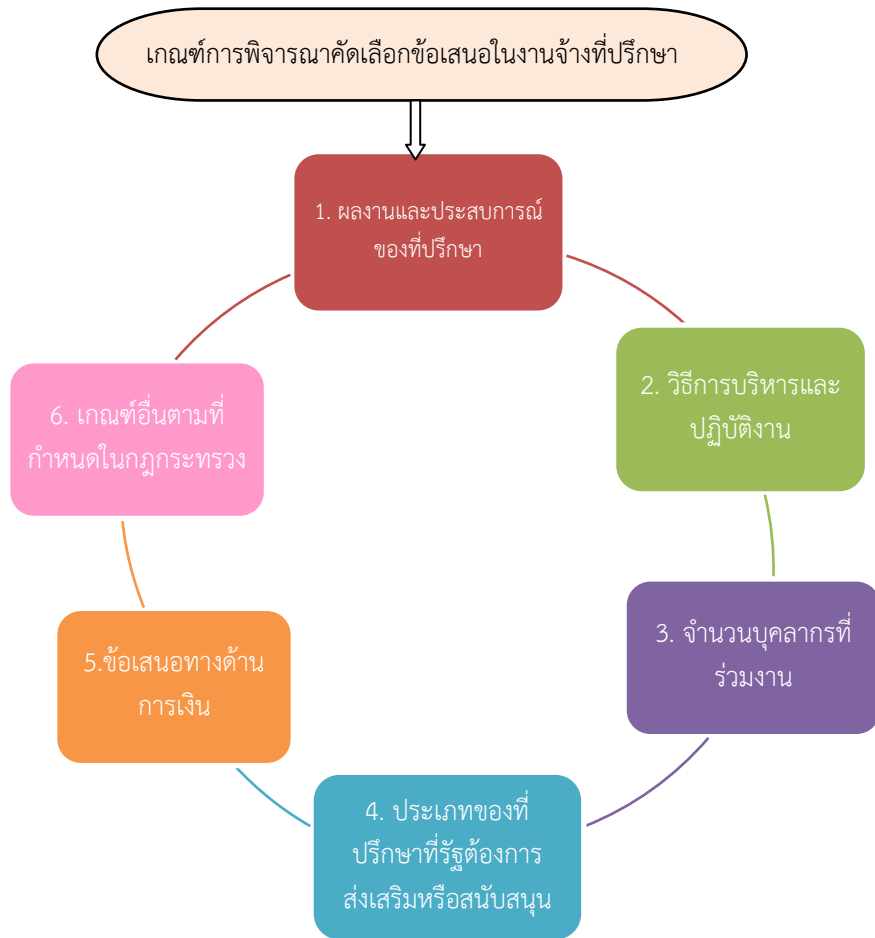 เกณฑ์การพิจารณาคัดเลือกข้อเสนอในงานจ้างที่ปรึกษา
1. ผลงานและประสบการณ์
ของที่ปรึกษา
2. วิธีการบริหารและ
ปฏิบัติงาน
3. จำนวนบุคลากรที่
ร่วมงาน
4. ประเภทของที่
ปรึกษาที่รัฐต้องการ
ส่งเสริมหรือสนับสนุน
5.ข้อเสนอทางด้าน
การเงิน
6. เกณฑ์อื่นตามที่
กำหนดในกฎกระทรวง